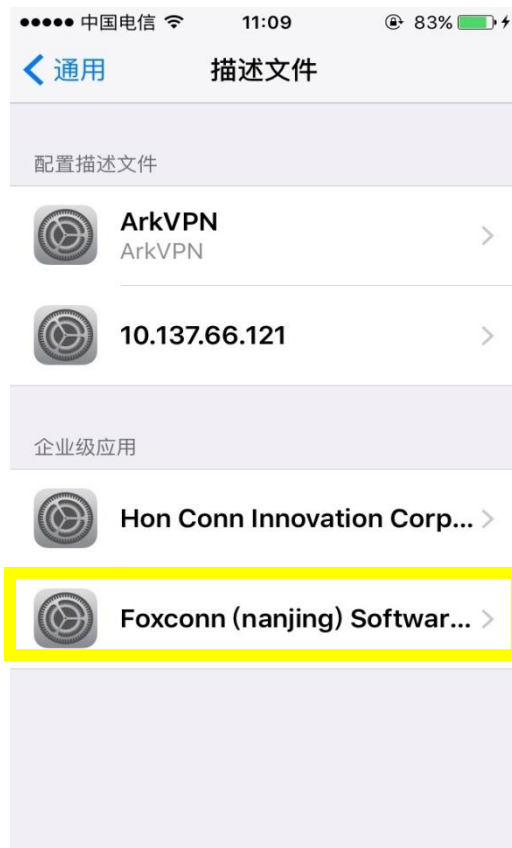 中国电信 11:09 83%
通用 描述文件
配置描述文件
ArkVPN
ArkVPN
10.137.66.121
企业级应用
Hon Conn Innovation Corp...
Foxconn (nanjing) Softwar...